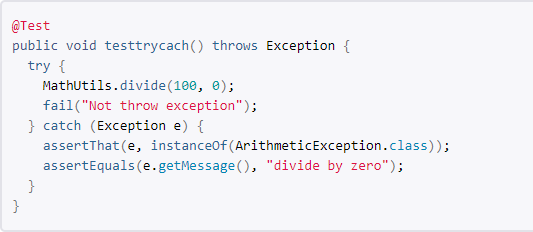 @Test
public void testtrycach() throws Exception {
  try {
    MathUtils.divide(100, 0);
    fail("Not throw exception");
  } catch (Exception e) {
    assertThat(e, instanceOf(ArithmeticException.class));
    assertEquals(e.getMessage(), "divide by zero");
  }
}